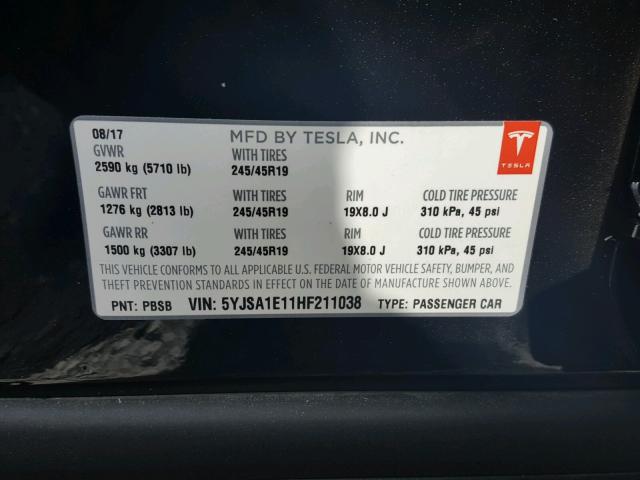 08/17 MFD BY TESLA, INC.
GVWR WITH TIRES
2590 kg (5710 lb) 245/45R19
TESLA
GAWR FRT WITH TIRES RIM COLD TIRE PRESSURE
1276 kg (2813 lb) 245/45R19 19X8.0 J 310 kPa, 45 psi
GAWR RR WITH TIRES RIM COLD TIRE PRESSURE
1500 kg (3307 lb) 245/45R19 19X8.0 J 310 kPa, 45 psi
THIS VEHICLE CONFORMS TO ALL APPLICABLE U.S. FEDERAL MOTOR VEHICLE SAFETY, BUMPER, AND
THEFT PREVENTION STANDARDS IN EFFECT ON THE DATE OF MANUFACTURE SHOWN ABOVE.
PNT: PBSB VIN: 5YJSA1E11HF211038 TYPE: PASSENGER CAR